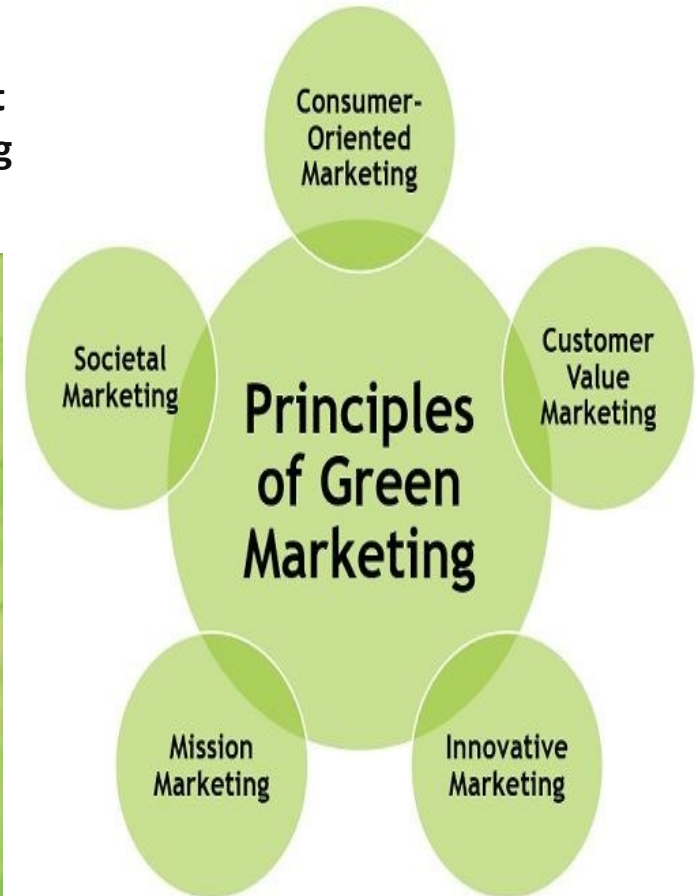 Consumer-
Oriented
Marketing
Customer
Value
Marketing
Societal
Marketing
Principles
of Green
Marketing
Mission
Marketing
Innovative
Marketing